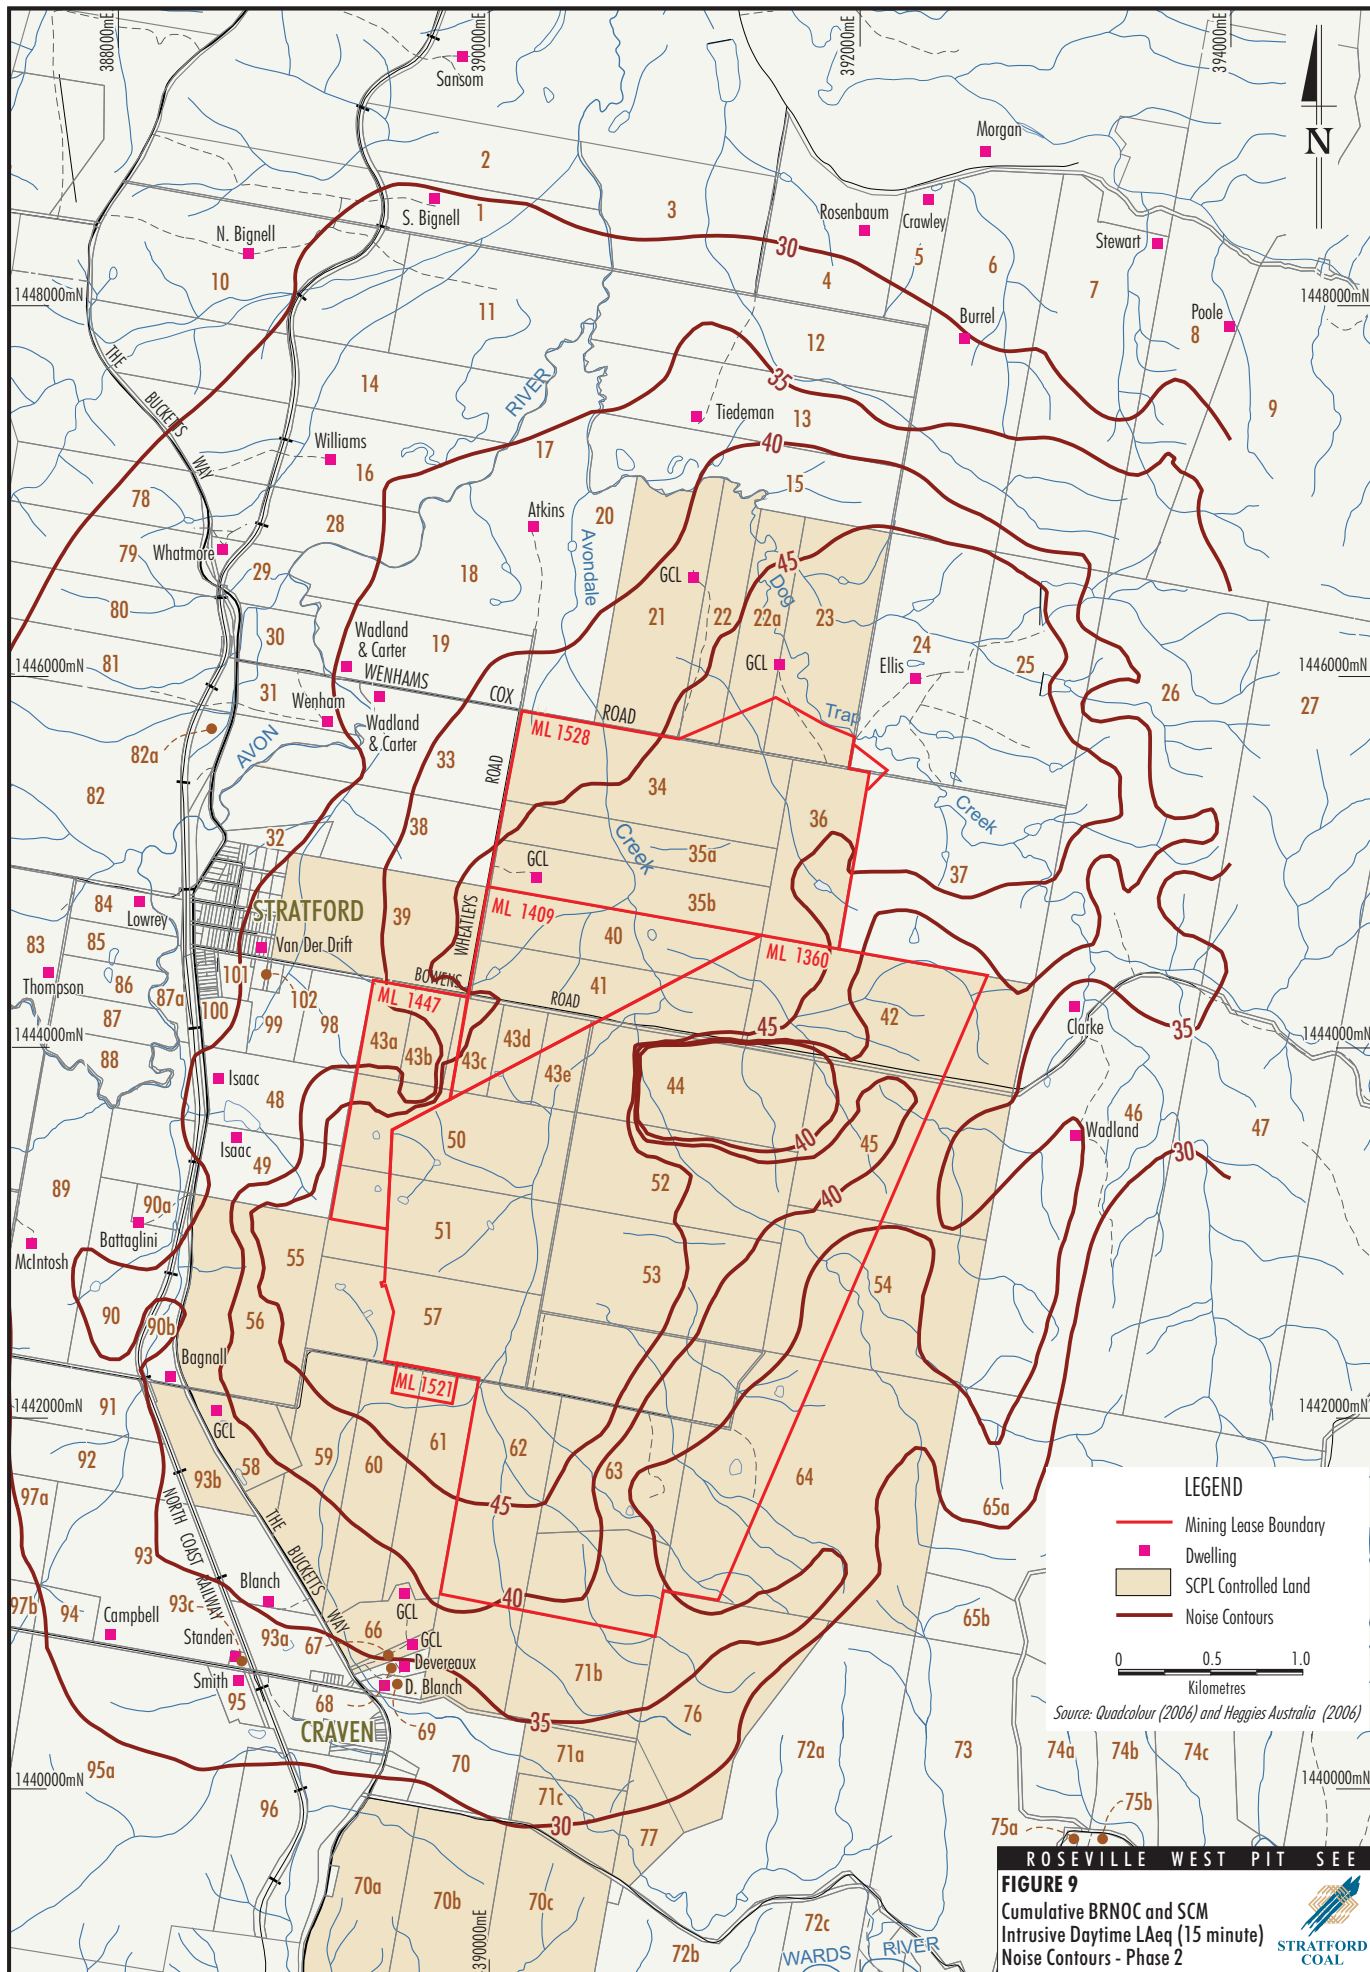 388000mE
390000mE
392000mE
394000mE
N
Sansom
Morgan
2
S. Bignell
1
3
Rosenbaum
Crawley
5
Stewart
N. Bignell
10
30
4
6
7
1448000mN
1448000mN
11
Burrel
Poole
8
12
THE
BUCKETTS
WAY
14
RIVER
35
9
Tiedeman
13
Williams
16
17
40
15
78
28
Atkins
20
Whatmore
79
29
18
Avondale
GCL
45
Dog
80
30
19
21
22
22a
23
24
Wadland
& Carter
81
1446000mN
WENHAMS
COX
ROAD
GCL
Ellis
25
1446000mN
31
Wenham
Wadland
& Carter
26
27
82a
AVON
ML 1528
Trap
33
ROAD
82
34
Creek
32
38
36
Creek
35a
GCL
37
84
Lowrey
STRATFORD
39
WHEATLEYS
ML 1409
35b
83
85
Van Der Drift
40
ML 1360
Thompson
86
87a
101
102
BOWENS
ROAD
41
ML 1447
87
100
99
98
42
Clarke
35
1444000mN
88
43a
43b
43c
43d
43e
45
1444000mN
Isaac
48
44
46
Wadland
47
Isaac
49
50
40
45
30
89
90a
Battaglini
52
40
McIntosh
51
55
53
54
90
90b
56
57
Bagnall
ML 1521
1442000mN
91
GCL
1442000mN
92
93b
58
59
60
61
62
63
64
97a
NORTH COAST RAILWAY
THE
BUCKETTS
WAY
45
65a
93
LEGEND
Mining Lease Boundary
Dwelling
SCPL Controlled Land
Noise Contours
0 0.5 1.0
Kilometres
Source: Quadcolour (2006) and Heggies Australia (2006)
97b
94
Campbell
93c
Blanch
GCL
40
65b
Standen
93a
67
66
GCL
Devereaux
71b
Smith
95
68
D. Blanch
CRAVEN
69
35
76
70
71a
72a
73
74a
74b
74c
1440000mN
95a
96
71c
30
77
1440000mN
75a
75b
70a
70b
70c
390000mE
72b
72c
WARDS RIVER
ROSEVILLE WEST PIT SEE
FIGURE 9
Cumulative BRNOC and SCM
Intrusive Daytime LAeq (15 minute)
Noise Contours - Phase 2
STRATFORD
COAL